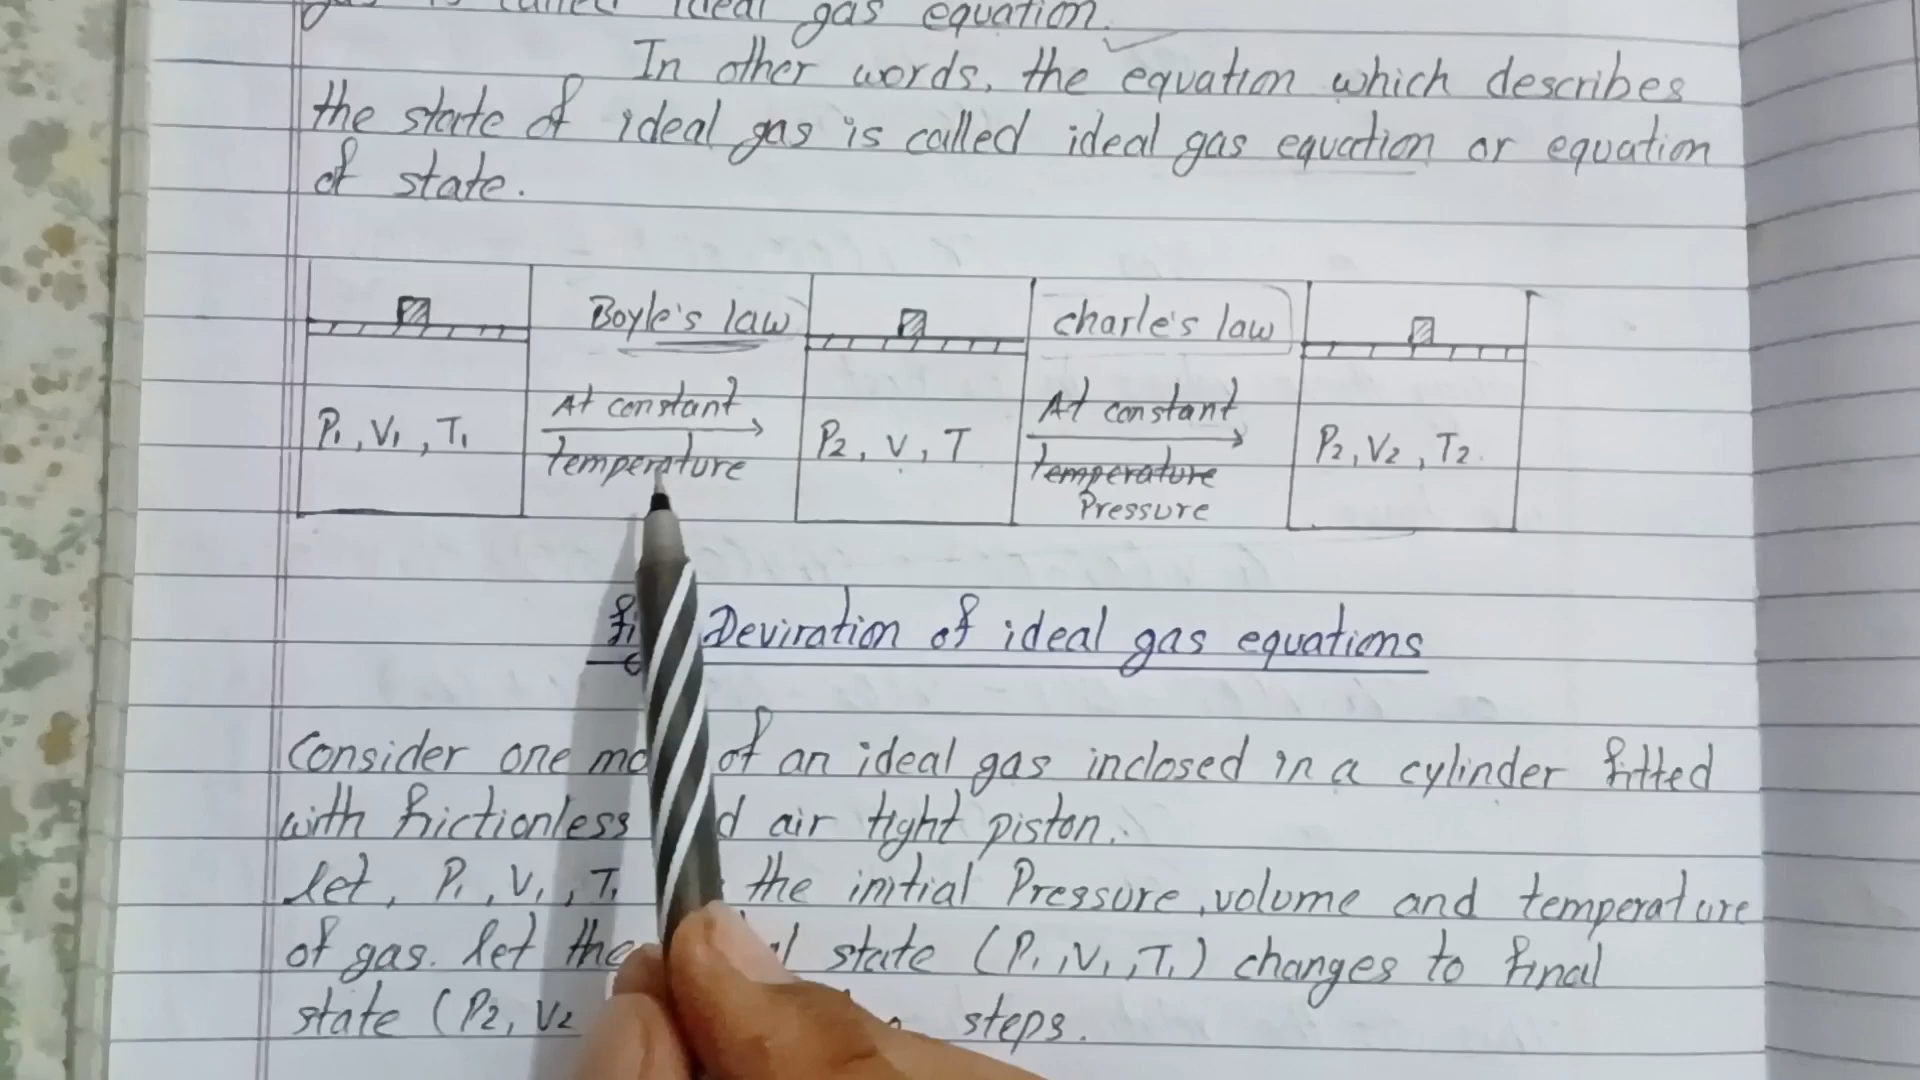 gas is called ideal gas equation.
In other words, the equation which describes
the state of ideal gas is called ideal gas equation or equation
of state.
Boyle's law
charle's law
At constant
temperature
At constant
temperature
Pressure
P1, V1, T1
P2, V, T
P2, V2, T2
Deviration of ideal gas equations
Consider one of an ideal gas inclosed in a cylinder fitted
with frictionless air tight piston.
let, P1, V1, T1 the initial Pressure, volume and temperature
of gas. let the state (P1, V1, T1) changes to final
state (P2, V2 steps.